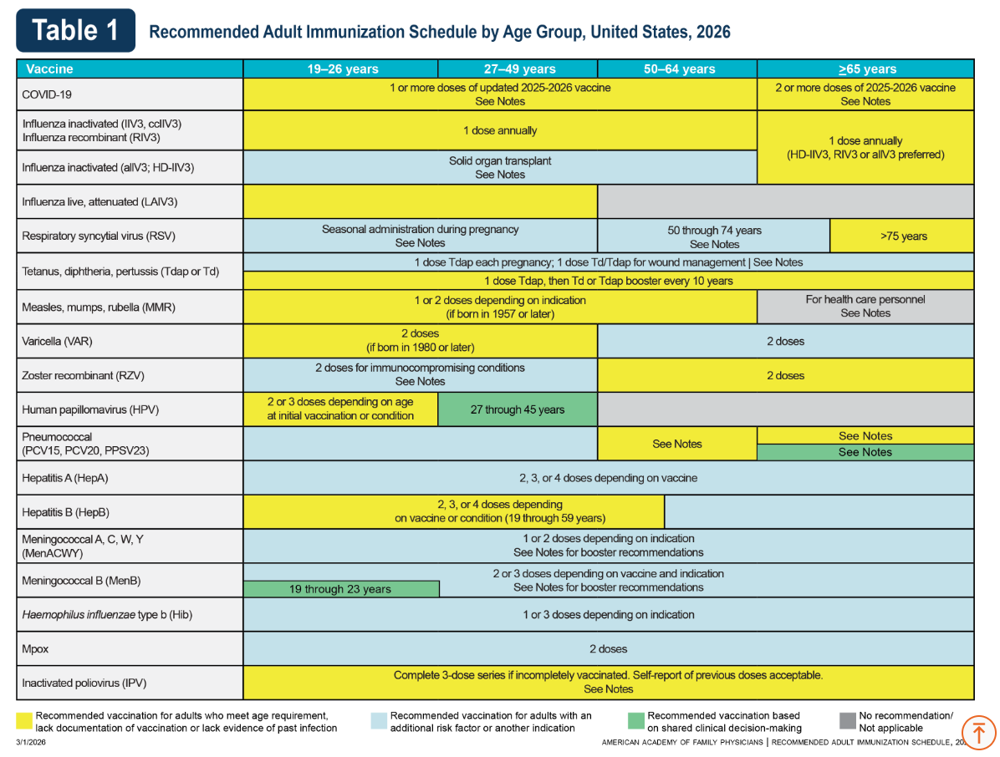 Table 1
Recommended Adult Immunization Schedule by Age Group, United States, 2026
Vaccine
19–26 years
27–49 years
50–64 years
≥65 years
COVID-19
1 or more doses of updated 2025-2026 vaccine
See Notes
2 or more doses of 2025-2026 vaccine
See Notes
Influenza inactivated (IIV3, ccIIV3)
Influenza recombinant (RIV3)
1 dose annually
1 dose annually
(HD-IIV3, RIV3 or aIIV3 preferred)
Influenza inactivated (aIIV3; HD-IIV3)
Solid organ transplant
See Notes
Influenza live, attenuated (LAIV3)
Respiratory syncytial virus (RSV)
Seasonal administration during pregnancy
See Notes
50 through 74 years
See Notes
>75 years
Tetanus, diphtheria, pertussis (Tdap or Td)
1 dose Tdap each pregnancy; 1 dose Td/Tdap for wound management | See Notes
1 dose Tdap, then Td or Tdap booster every 10 years
Measles, mumps, rubella (MMR)
1 or 2 doses depending on indication
(if born in 1957 or later)
For health care personnel
See Notes
Varicella (VAR)
2 doses
(if born in 1980 or later)
2 doses
Zoster recombinant (RZV)
2 doses for immunocompromising conditions
See Notes
2 doses
Human papillomavirus (HPV)
2 or 3 doses depending on age
at initial vaccination or condition
27 through 45 years
Pneumococcal
(PCV15, PCV20, PPSV23)
See Notes
See Notes
See Notes
Hepatitis A (HepA)
2, 3, or 4 doses depending on vaccine
Hepatitis B (HepB)
2, 3, or 4 doses depending
on vaccine or condition (19 through 59 years)
Meningococcal A, C, W, Y
(MenACWY)
1 or 2 doses depending on indication
See Notes for booster recommendations
Meningococcal B (MenB)
2 or 3 doses depending on vaccine and indication
See Notes for booster recommendations
19 through 23 years
Haemophilus influenzae type b (Hib)
1 or 3 doses depending on indication
Mpox
2 doses
Inactivated poliovirus (IPV)
Complete 3-dose series if incompletely vaccinated. Self-report of previous doses acceptable.
See Notes
Recommended vaccination for adults who meet age requirement,
lack documentation of vaccination or lack evidence of past infection
Recommended vaccination for adults with an
additional risk factor or another indication
Recommended vaccination based
on shared clinical decision-making
No recommendation/
Not applicable
3/1/2026
AMERICAN ACADEMY OF FAMILY PHYSICIANS | RECOMMENDED ADULT IMMUNIZATION SCHEDULE,